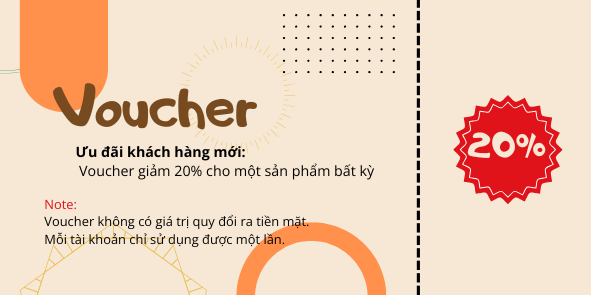 Voucher
Ưu đãi khách hàng mới:
Voucher giảm 20% cho một sản phẩm bất kỳ
20%
Note:
Voucher không có giá trị quy đổi ra tiền mặt.
Mỗi tài khoản chỉ sử dụng được một lần.